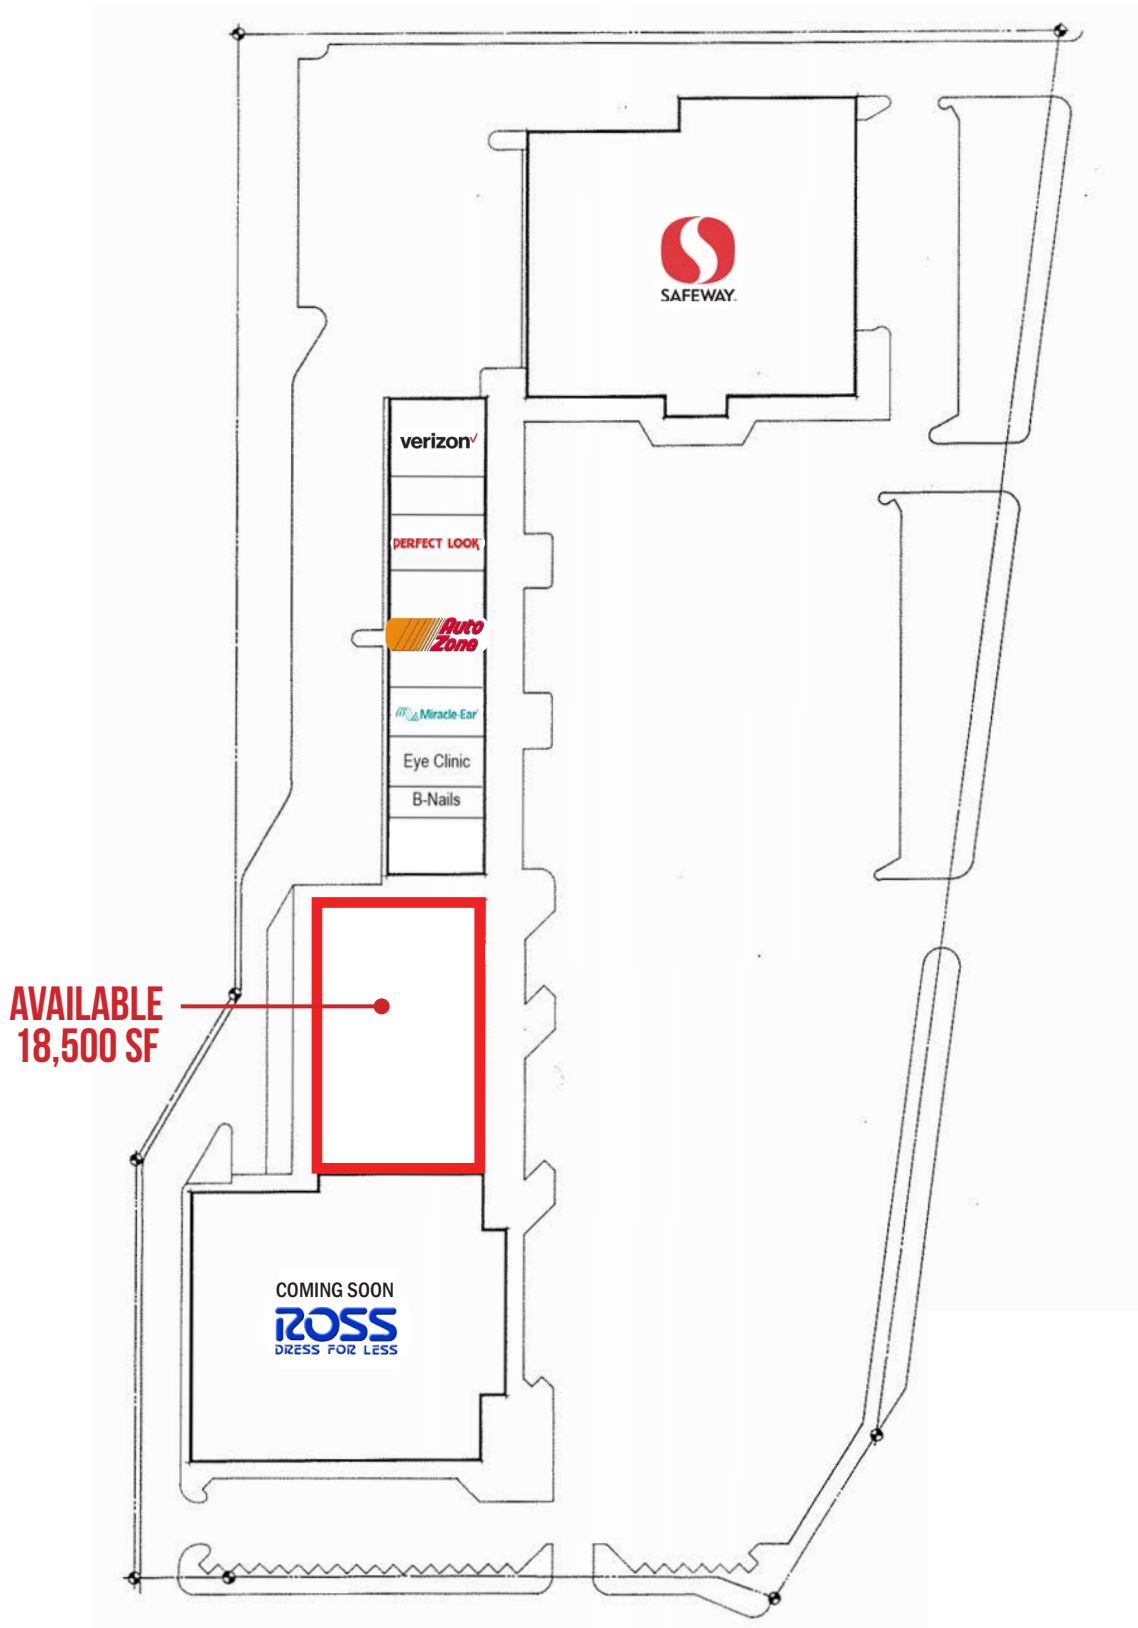 SAFEWAY.
verizon
PERFECT LOOK
Auto
Zone
Miracle-Ear
Eye Clinic
B-Nails
AVAILABLE
18,500 SF
COMING SOON
ROSS
DRESS FOR LESS